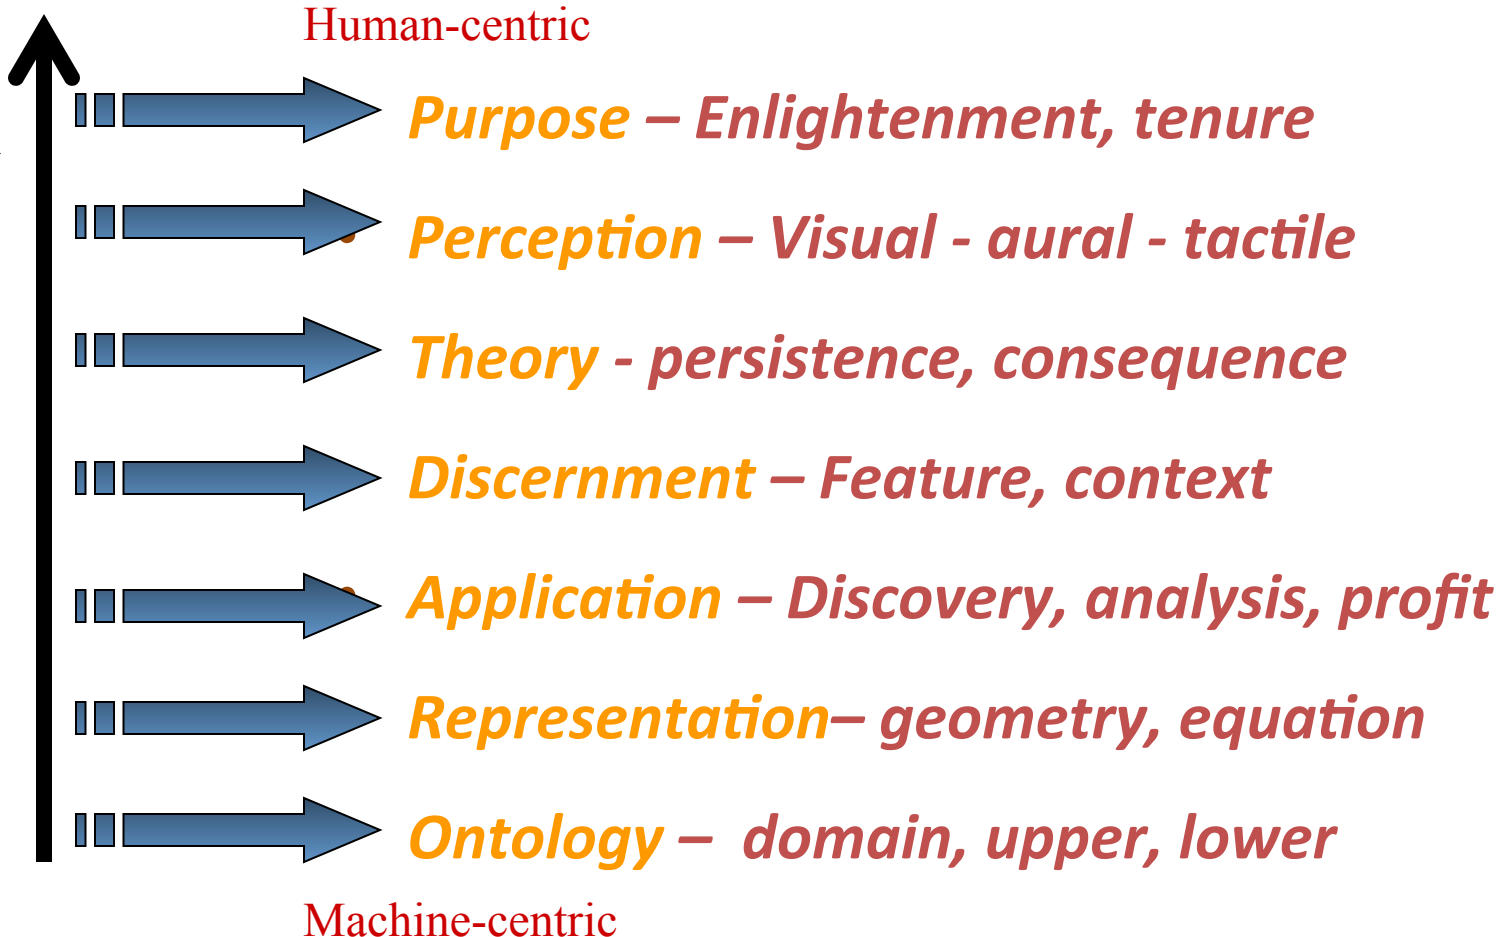 Human-centric
Purpose – Enlightenment, tenure
Perception – Visual - aural - tactile
Theory - persistence, consequence
Discernment – Feature, context
Application – Discovery, analysis, profit
Representation– geometry, equation
Ontology – domain, upper, lower
Machine-centric